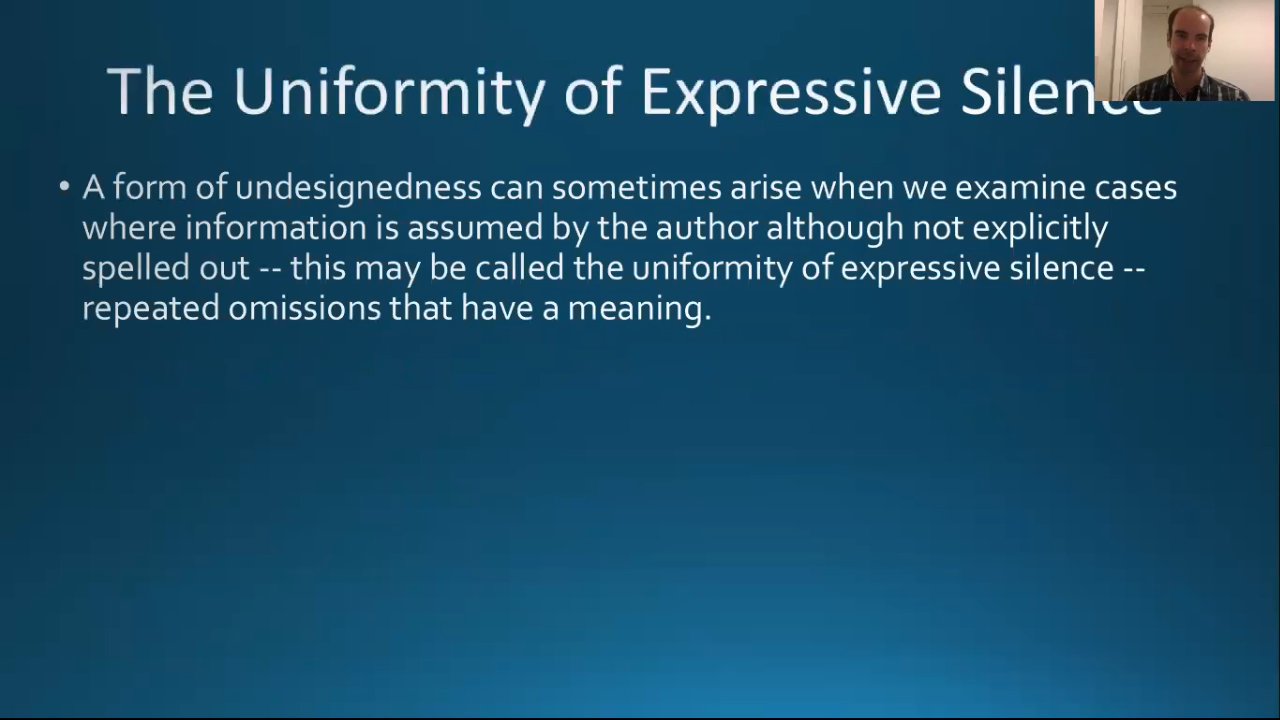 The Uniformity of Expressive Silence
• A form of undesignedness can sometimes arise when we examine cases
where information is assumed by the author although not explicitly
spelled out -- this may be called the uniformity of expressive silence --
repeated omissions that have a meaning.